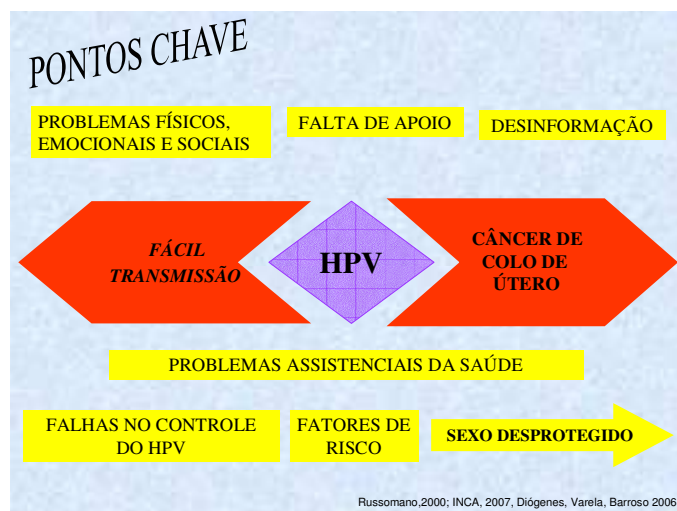 PONTOS CHAVE
PROBLEMAS FÍSICOS,
EMOCIONAIS E SOCIAIS
FALTA DE APOIO
DESINFORMAÇÃO
FÁCIL
TRANSMISSÃO
HPV
CÂNCER DE
COLO DE
ÚTERO
PROBLEMAS ASSISTENCIAIS DA SAÚDE
FALHAS NO CONTROLE
DO HPV
FATORES DE
RISCO
SEXO DESPROTEGIDO
Russomano,2000; INCA, 2007, Diógenes, Varela, Barroso 2006